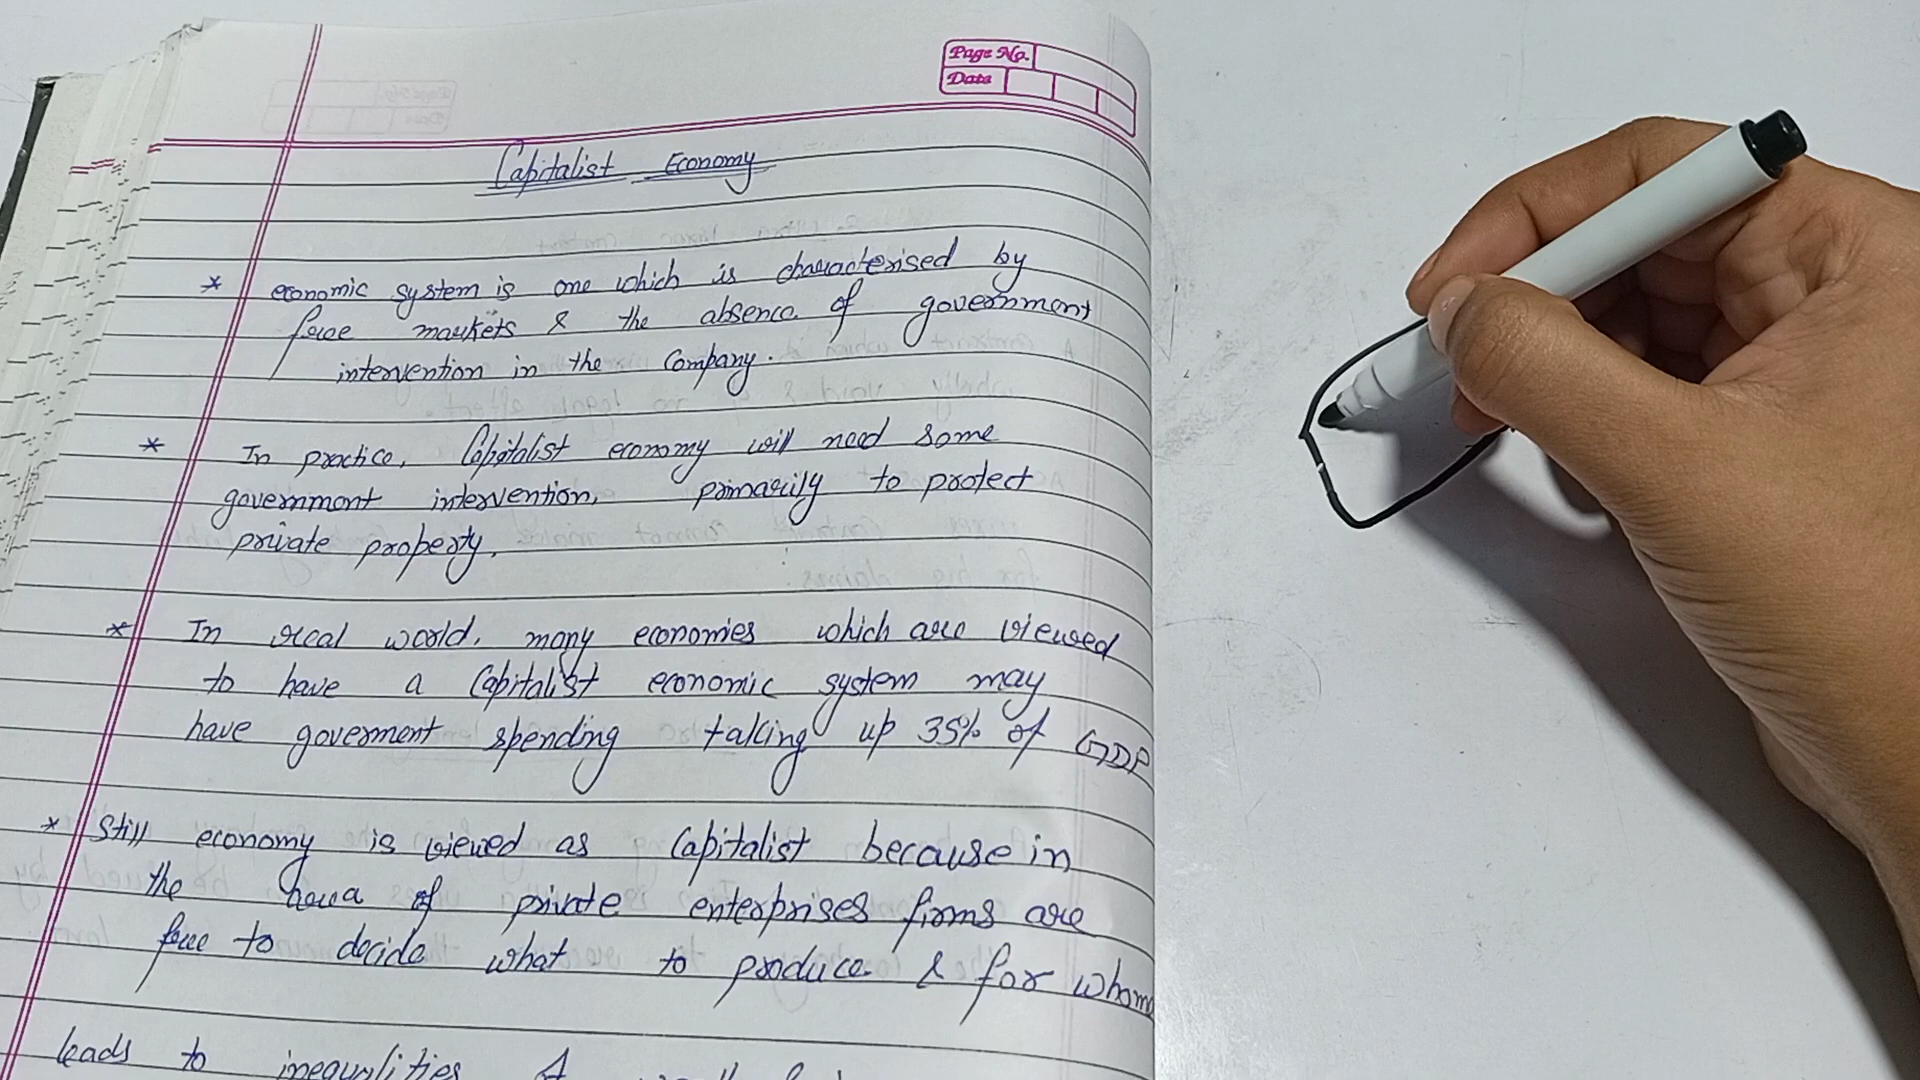 Page No.
Date
Capitalist Economy
* economic system is one which is characterised by
free markets & the absence of government
intervention in the Company.
* In practice, Capitalist economy will need some
government intervention, primarily to protect
private property.
* In real world, many economies which are viewed
to have a Capitalist economic system may
have goverment spending taking up 35% of GDP
* Still economy is viewed as Capitalist because in
the of private enterprises firms are
free to decide what to produce & for whom
leads to inequalities